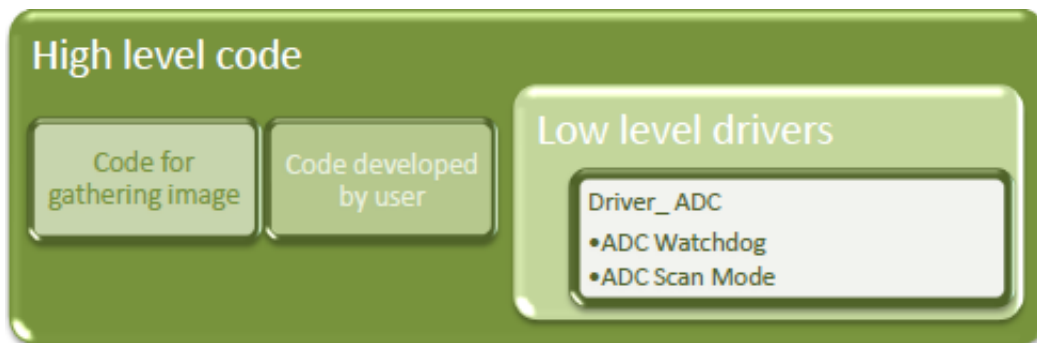 High level code
Code for
gathering image
Code developed
by user
Low level drivers
Driver_ ADC
•ADC Watchdog
•ADC Scan Mode